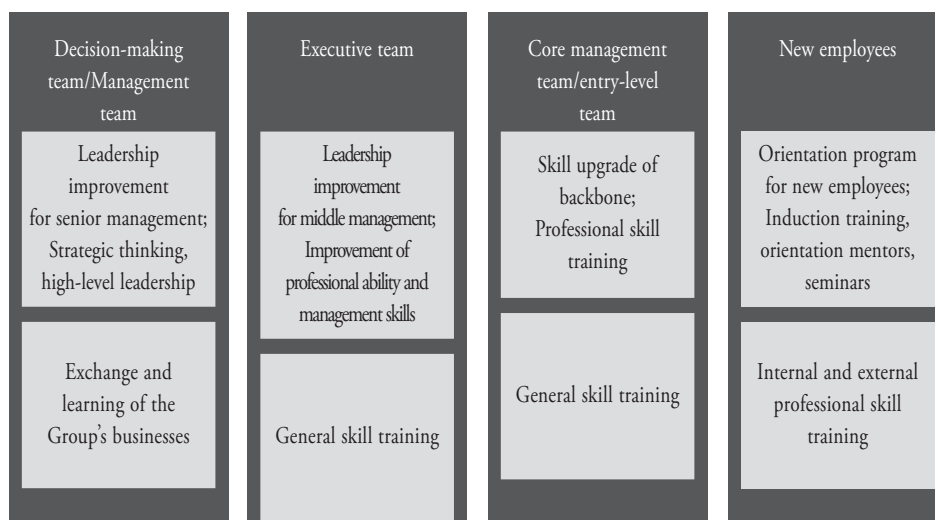 Decision-making
team/Management
team
Leadership
improvement
for senior management;
Strategic thinking,
high-level leadership
Exchange and
learning of the
Group's businesses
Executive team
Leadership
improvement
for middle management;
Improvement of
professional ability and
management skills
General skill training
Core management
team/entry-level
team
Skill upgrade of
backbone;
Professional skill
training
General skill training
New employees
Orientation program
for new employees;
Induction training,
orientation mentors,
seminars
Internal and external
professional skill
training